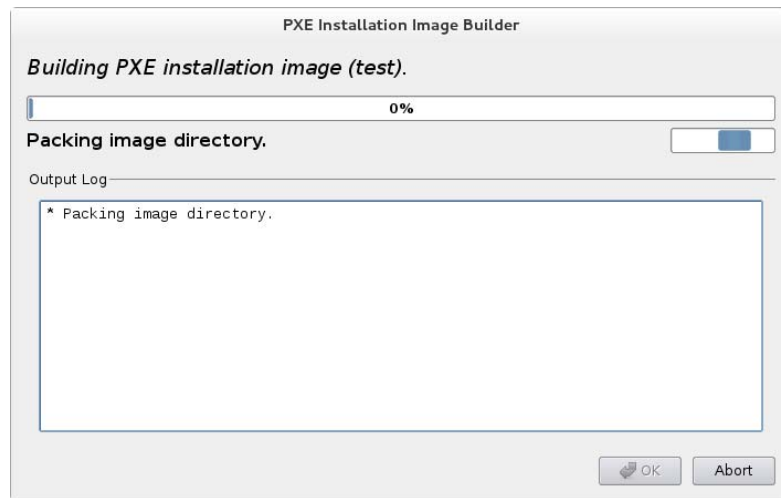 PXE Installation Image Builder
Building PXE installation image (test).
0%
Packing image directory.
Output Log
* Packing image directory.
OK
Abort